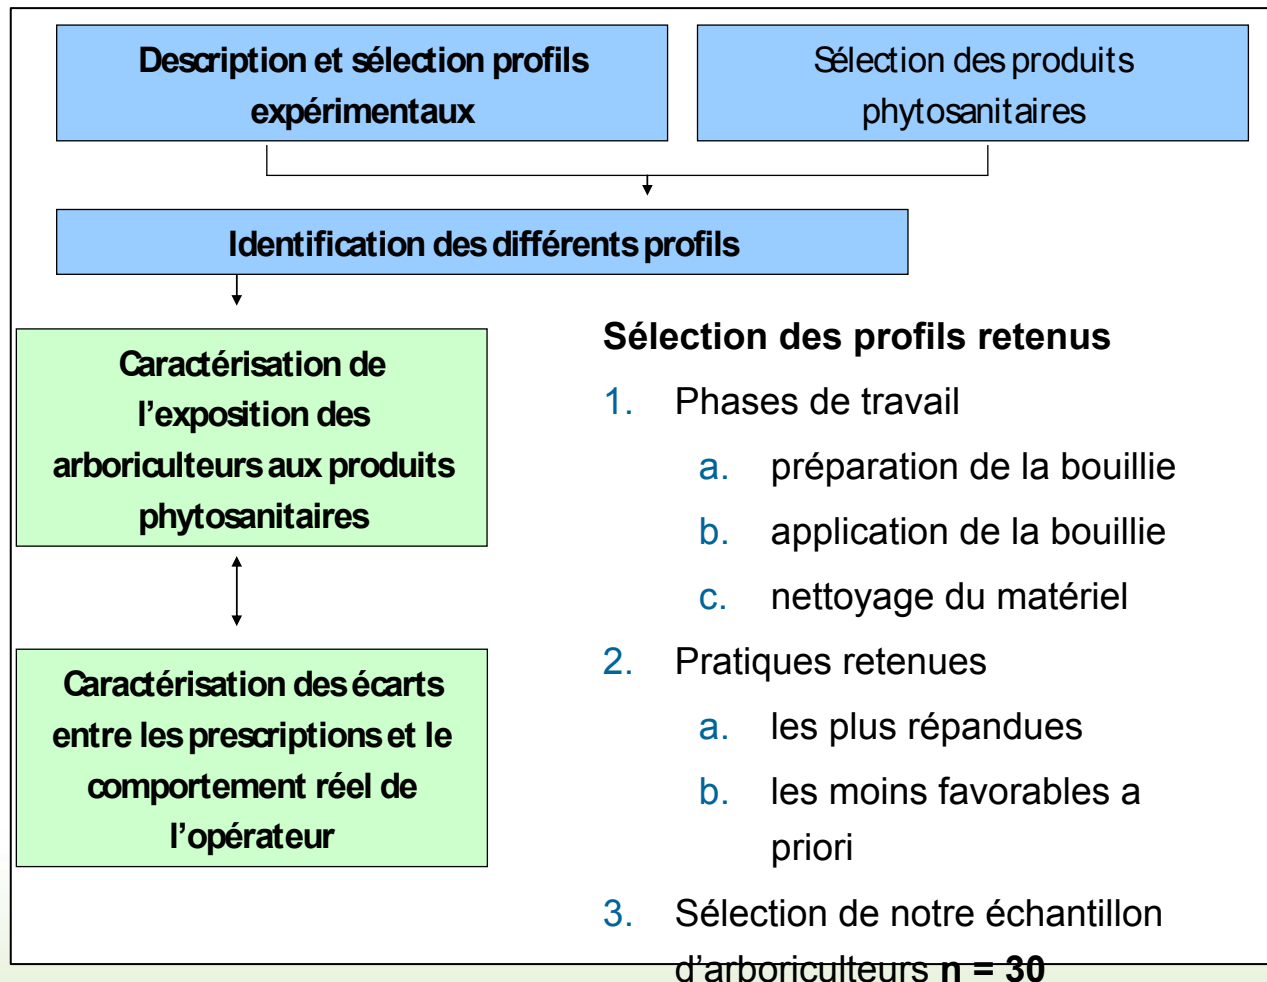 Description et sélection profils
expérimentaux
Sélection des produits
phytosanitaires
Identification des différents profils
Caractérisation de
l’exposition des
arboriculteurs aux produits
phytosanitaires
Caractérisation des écarts
entre les prescriptions et le
comportement réel de
l’opérateur
Sélection des profils retenus
1. Phases de travail
a. préparation de la bouillie
b. application de la bouillie
c. nettoyage du matériel
2. Pratiques retenues
a. les plus répandues
b. les moins favorables a
priori
3. Sélection de notre échantillon
d’arboriculteurs n = 30